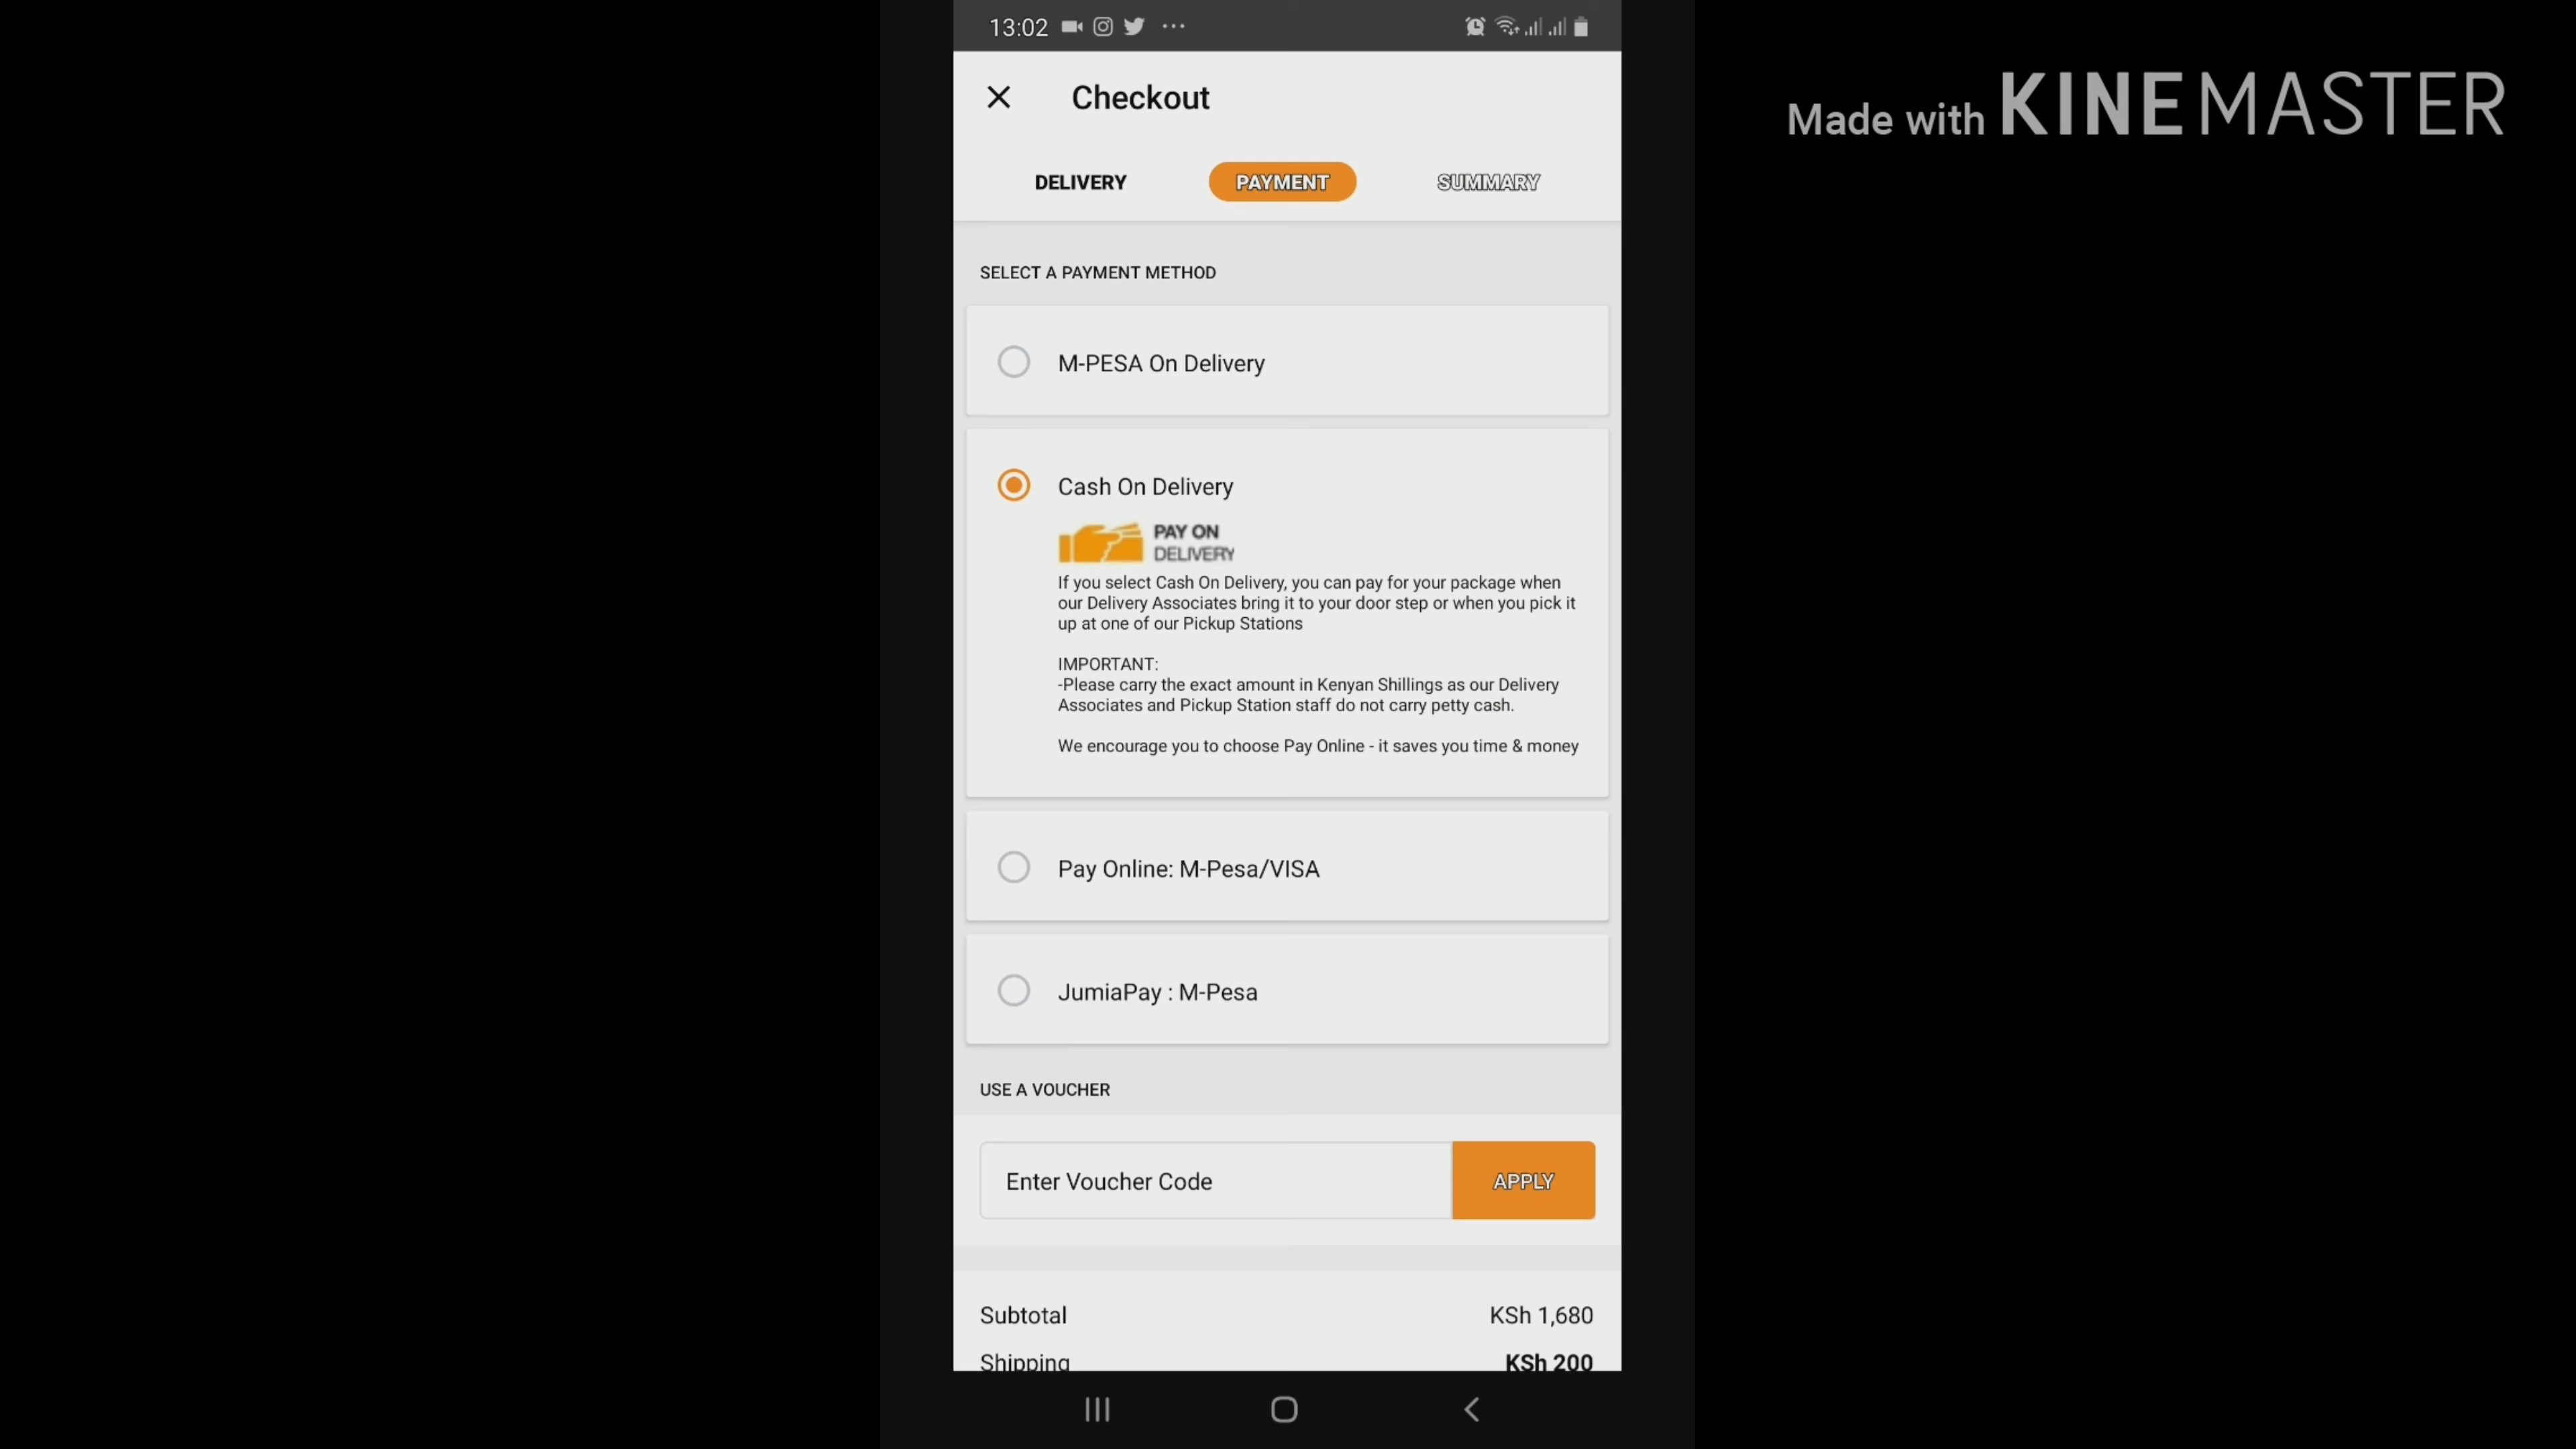 13:02
Made with KINEMASTER
Checkout
DELIVERY PAYMENT SUMMARY
SELECT A PAYMENT METHOD
M-PESA On Delivery
Cash On Delivery
PAY ON
DELIVERY
If you select Cash On Delivery, you can pay for your package when
our Delivery Associates bring it to your door step or when you pick it
up at one of our Pickup Stations
IMPORTANT:
-Please carry the exact amount in Kenyan Shillings as our Delivery
Associates and Pickup Station staff do not carry petty cash.
We encourage you to choose Pay Online - it saves you time & money
Pay Online: M-Pesa/VISA
JumiaPay : M-Pesa
USE A VOUCHER
Enter Voucher Code APPLY
Subtotal KSh 1,680
Shipping KSh 200